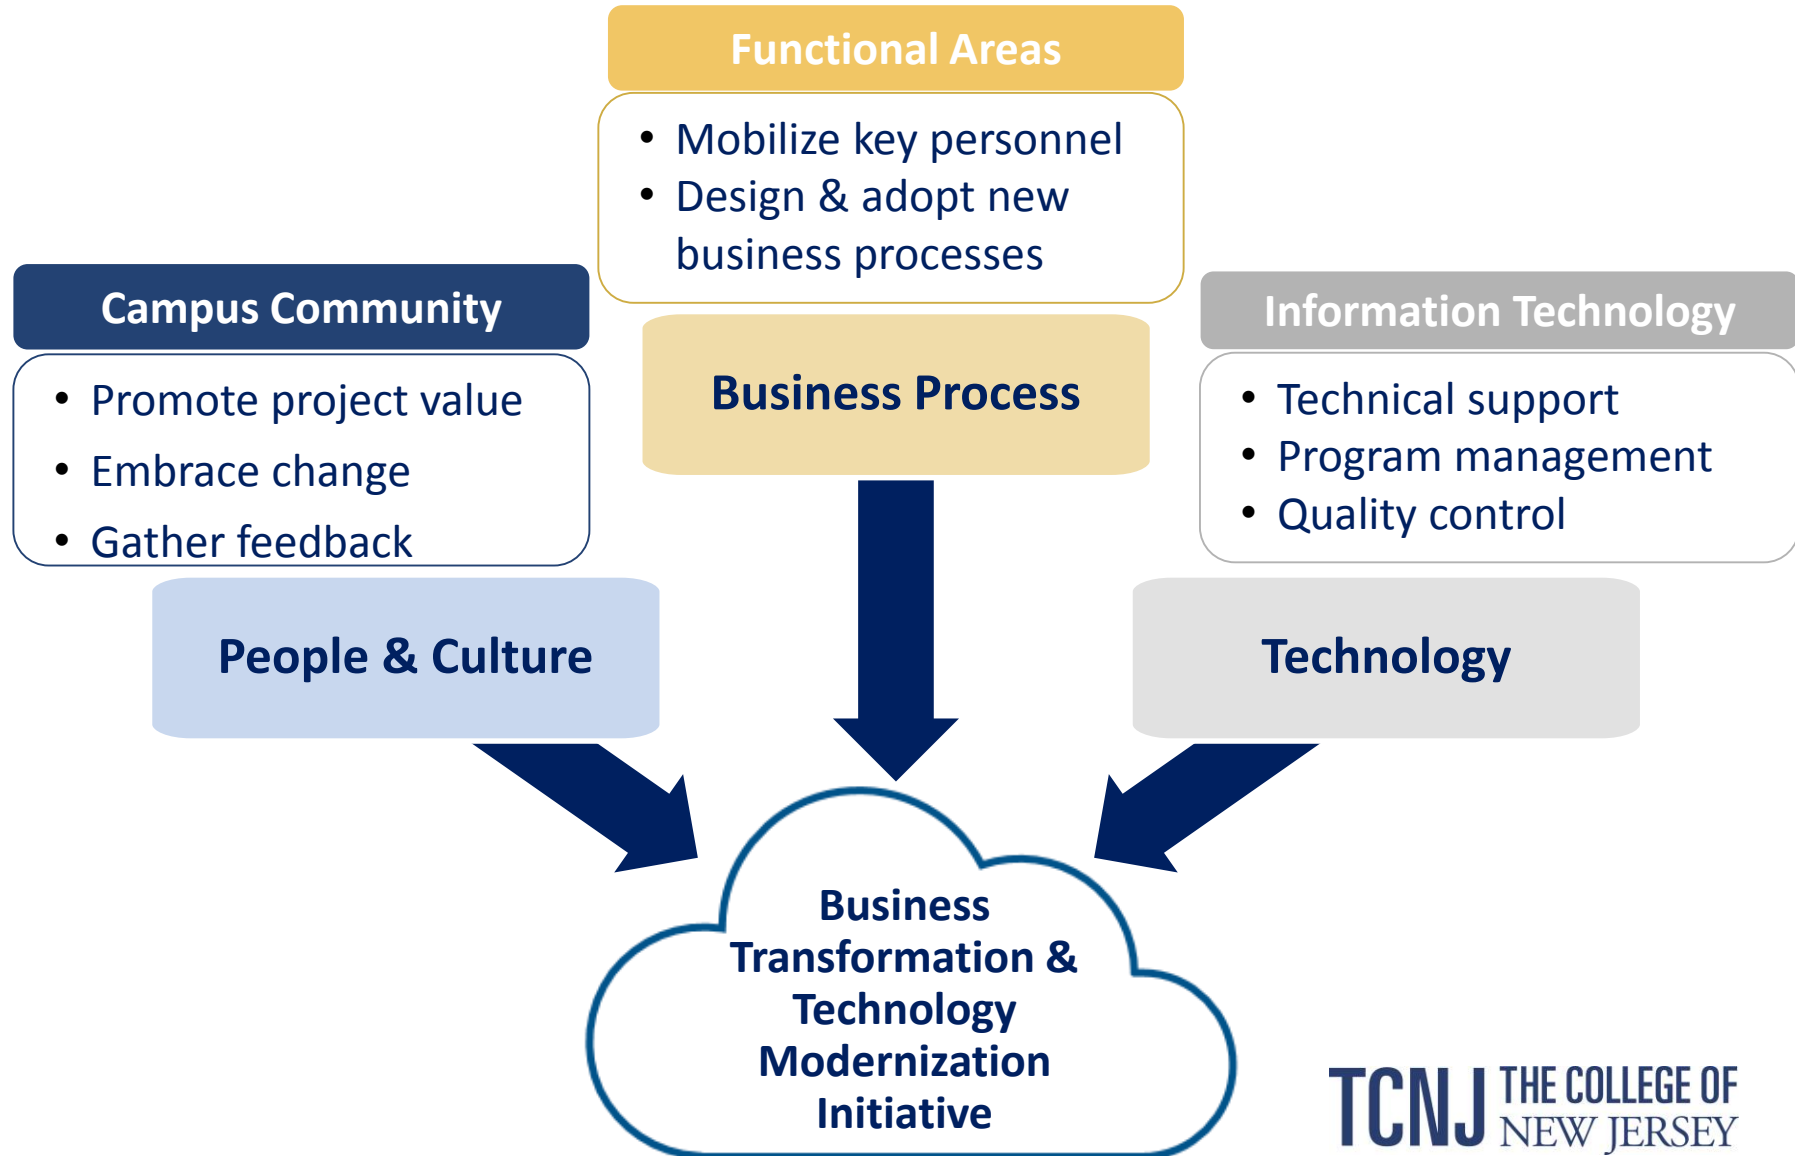 Functional Areas
• Mobilize key personnel
• Design & adopt new
business processes
Business Process
Campus Community
• Promote project value
• Embrace change
• Gather feedback
People & Culture
Information Technology
• Technical support
• Program management
• Quality control
Technology
Business
Transformation &
Technology
Modernization
Initiative
TCNJ THE COLLEGE OF
NEW JERSEY